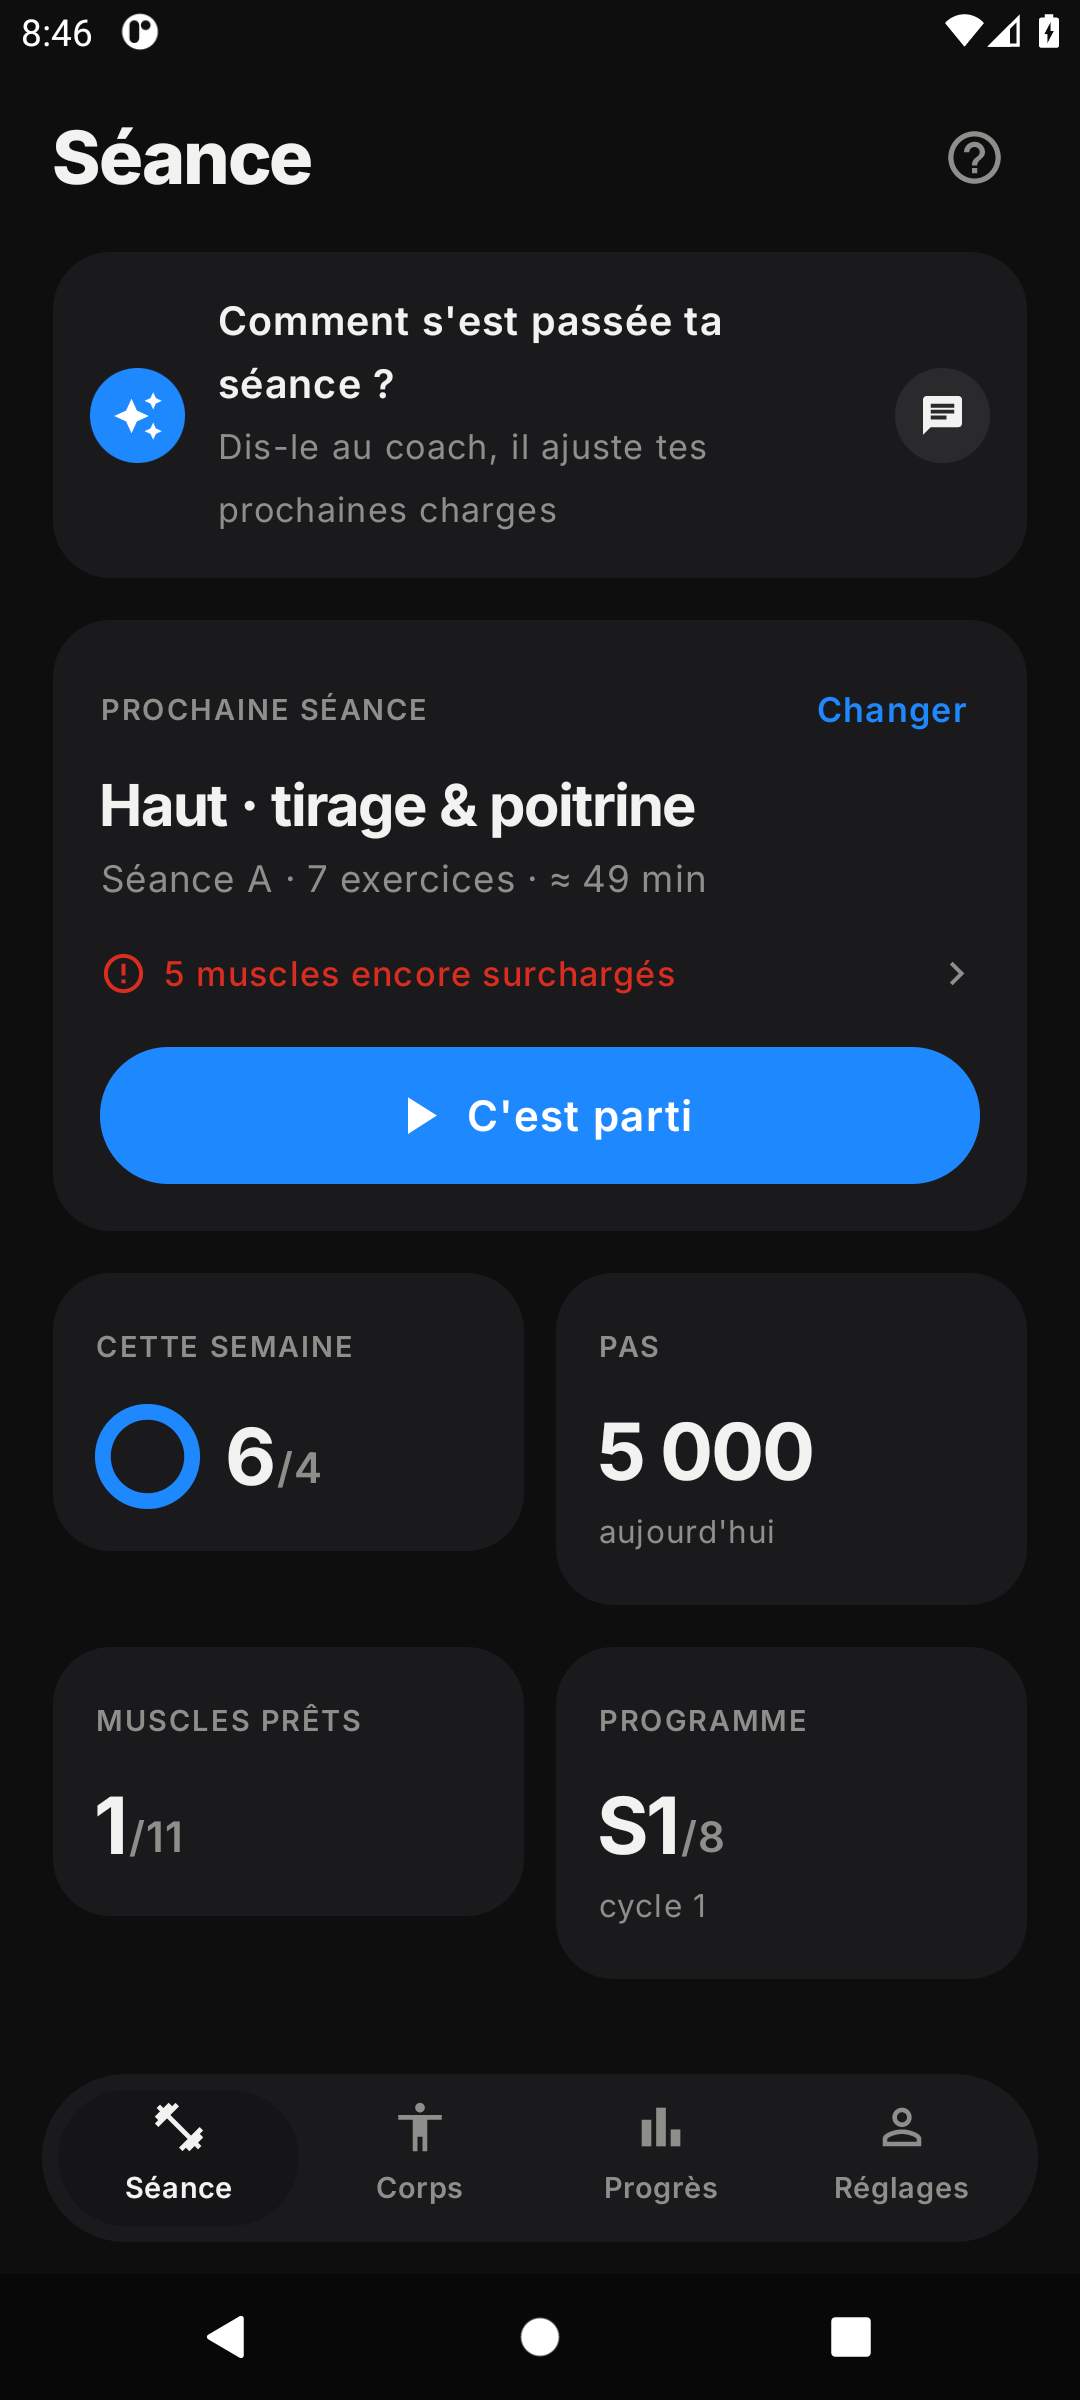 8:46
Séance
Comment s'est passée ta
séance ?
Dis-le au coach, il ajuste tes
prochaines charges
PROCHAINE SÉANCE
Changer
Haut · tirage & poitrine
Séance A · 7 exercices · ≈ 49 min
5 muscles encore surchargés
C'est parti
CETTE SEMAINE
6/4
PAS
5 000
aujourd'hui
MUSCLES PRÊTS
1/11
PROGRAMME
S1/8
cycle 1
Séance
Corps
Progrès
Réglages